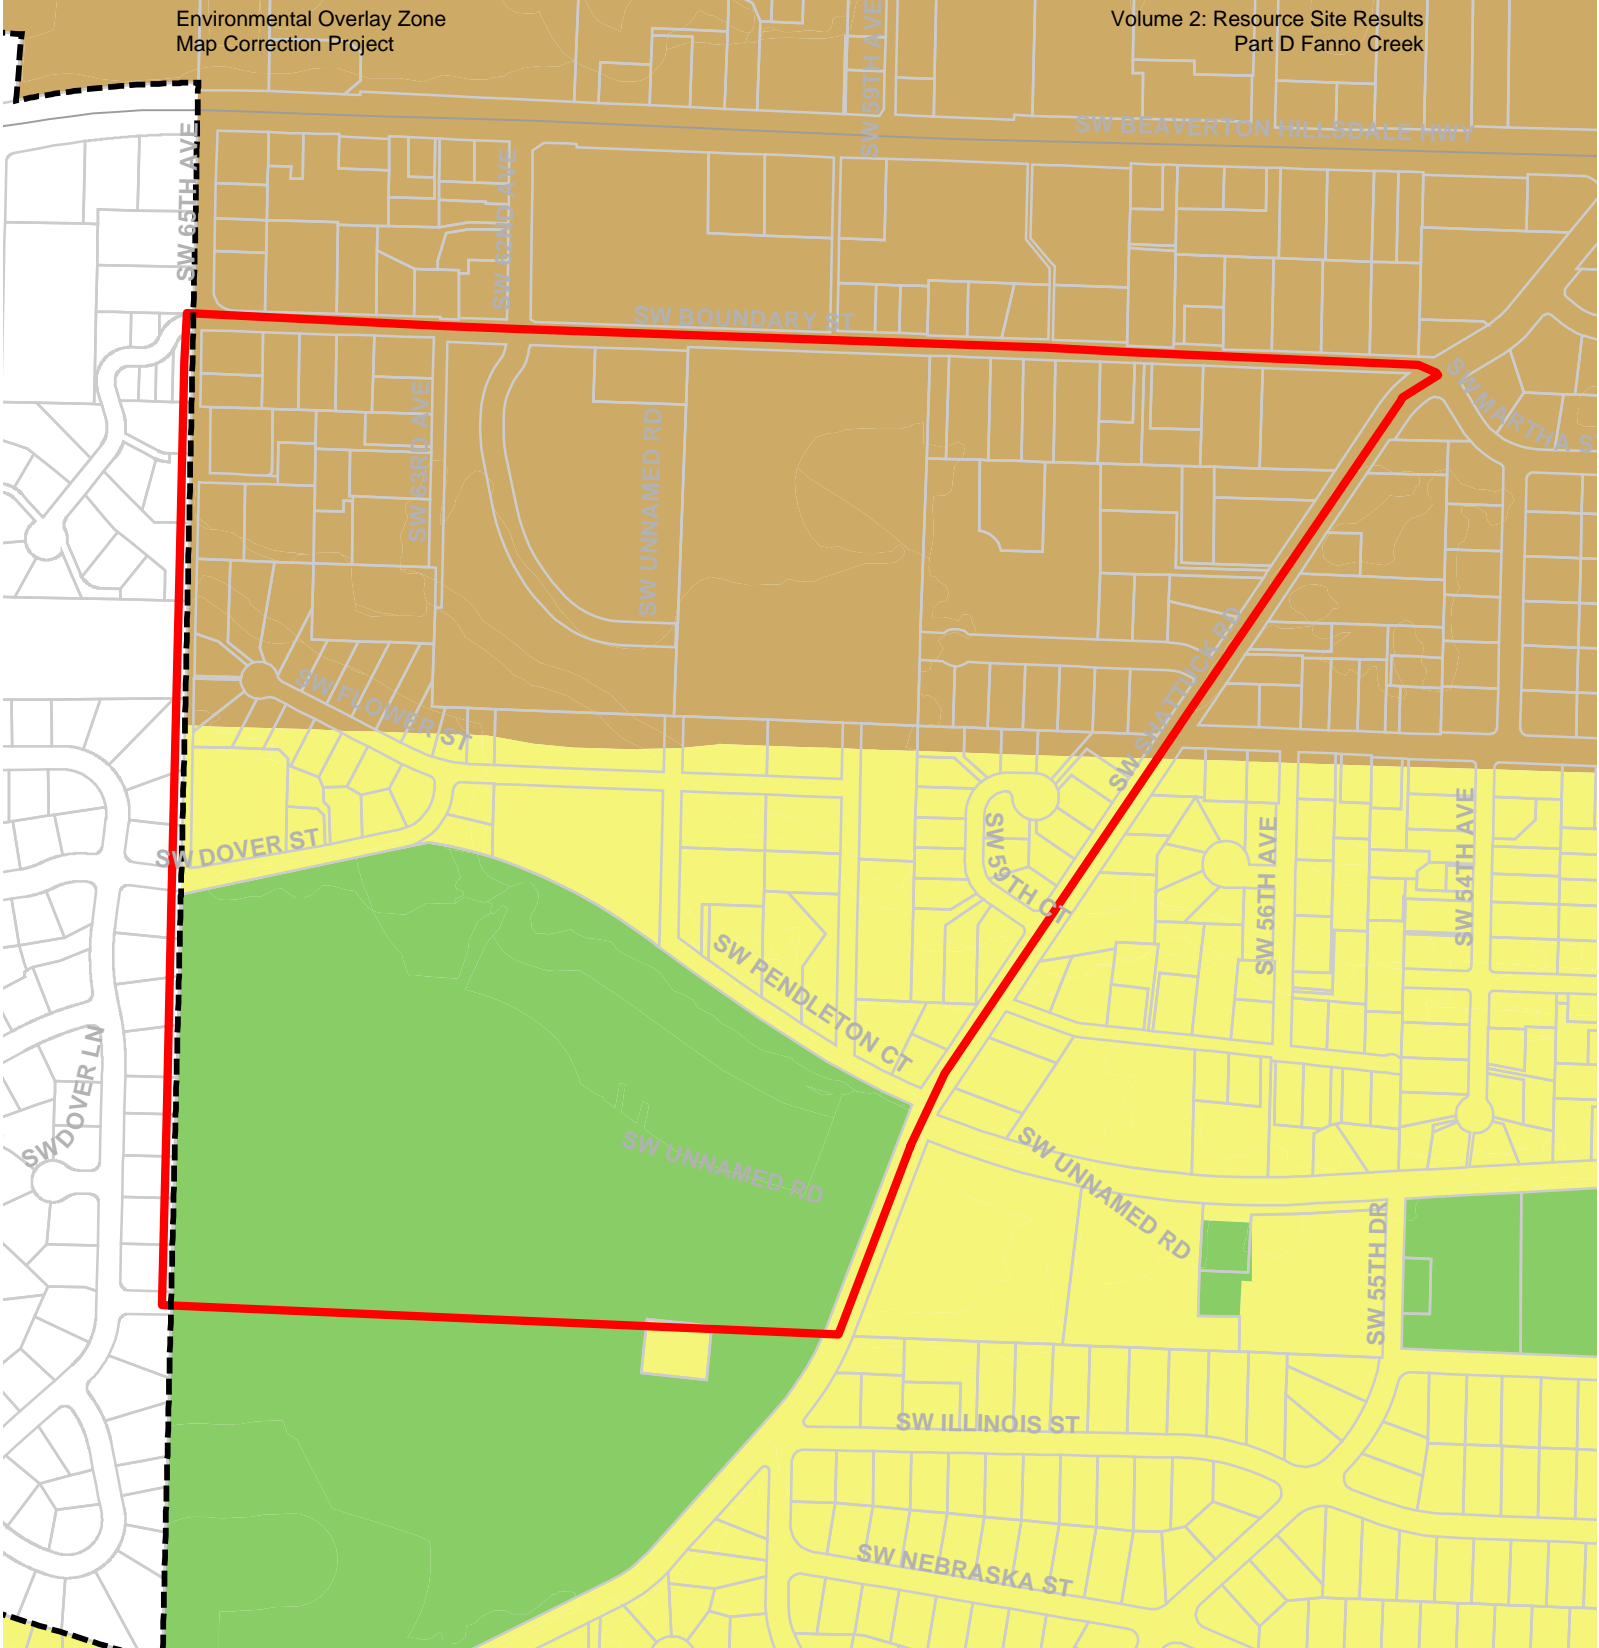 Environmental Overlay Zone
Map Correction Project
Volume 2: Resource Site Results
Part D Fanno Creek
SW 59TH AVE
SW BEAVERTON HILLSDALE HWY
SW 65TH AVE
SW 62ND AVE
SW BOUNDARY ST
SW MARTHA S
SW 63RD AVE
SW UNNAMED RD
SW SHATTUCK RD
SW FLOWER ST
SW DOVER ST
SW 59TH CT
SW 56TH AVE
SW 54TH AVE
SW PENDLETON CT
SW DOVER LN
SW UNNAMED RD
SW UNNAMED RD
SW 55TH DR
SW ILLINOIS ST
SW NEBRASKA ST